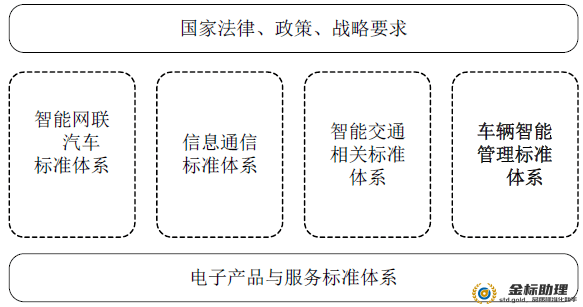 国家法律、政策、战略要求
智能网联
汽车
标准体系
信息通信
标准体系
智能交通
相关标准
体系
车辆智能
管理标准
体系
电子产品与服务标准体系
金标助理